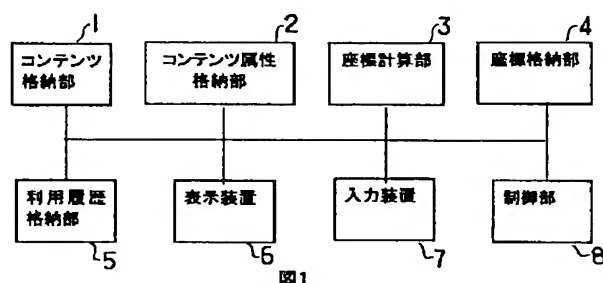 1
コンテンツ
格納部
2
コンテンツ属性
格納部
3
座標計算部
4
座標格納部
利用履歴
格納部
5
表示装置
6
入力装置
7
制御部
8
図1